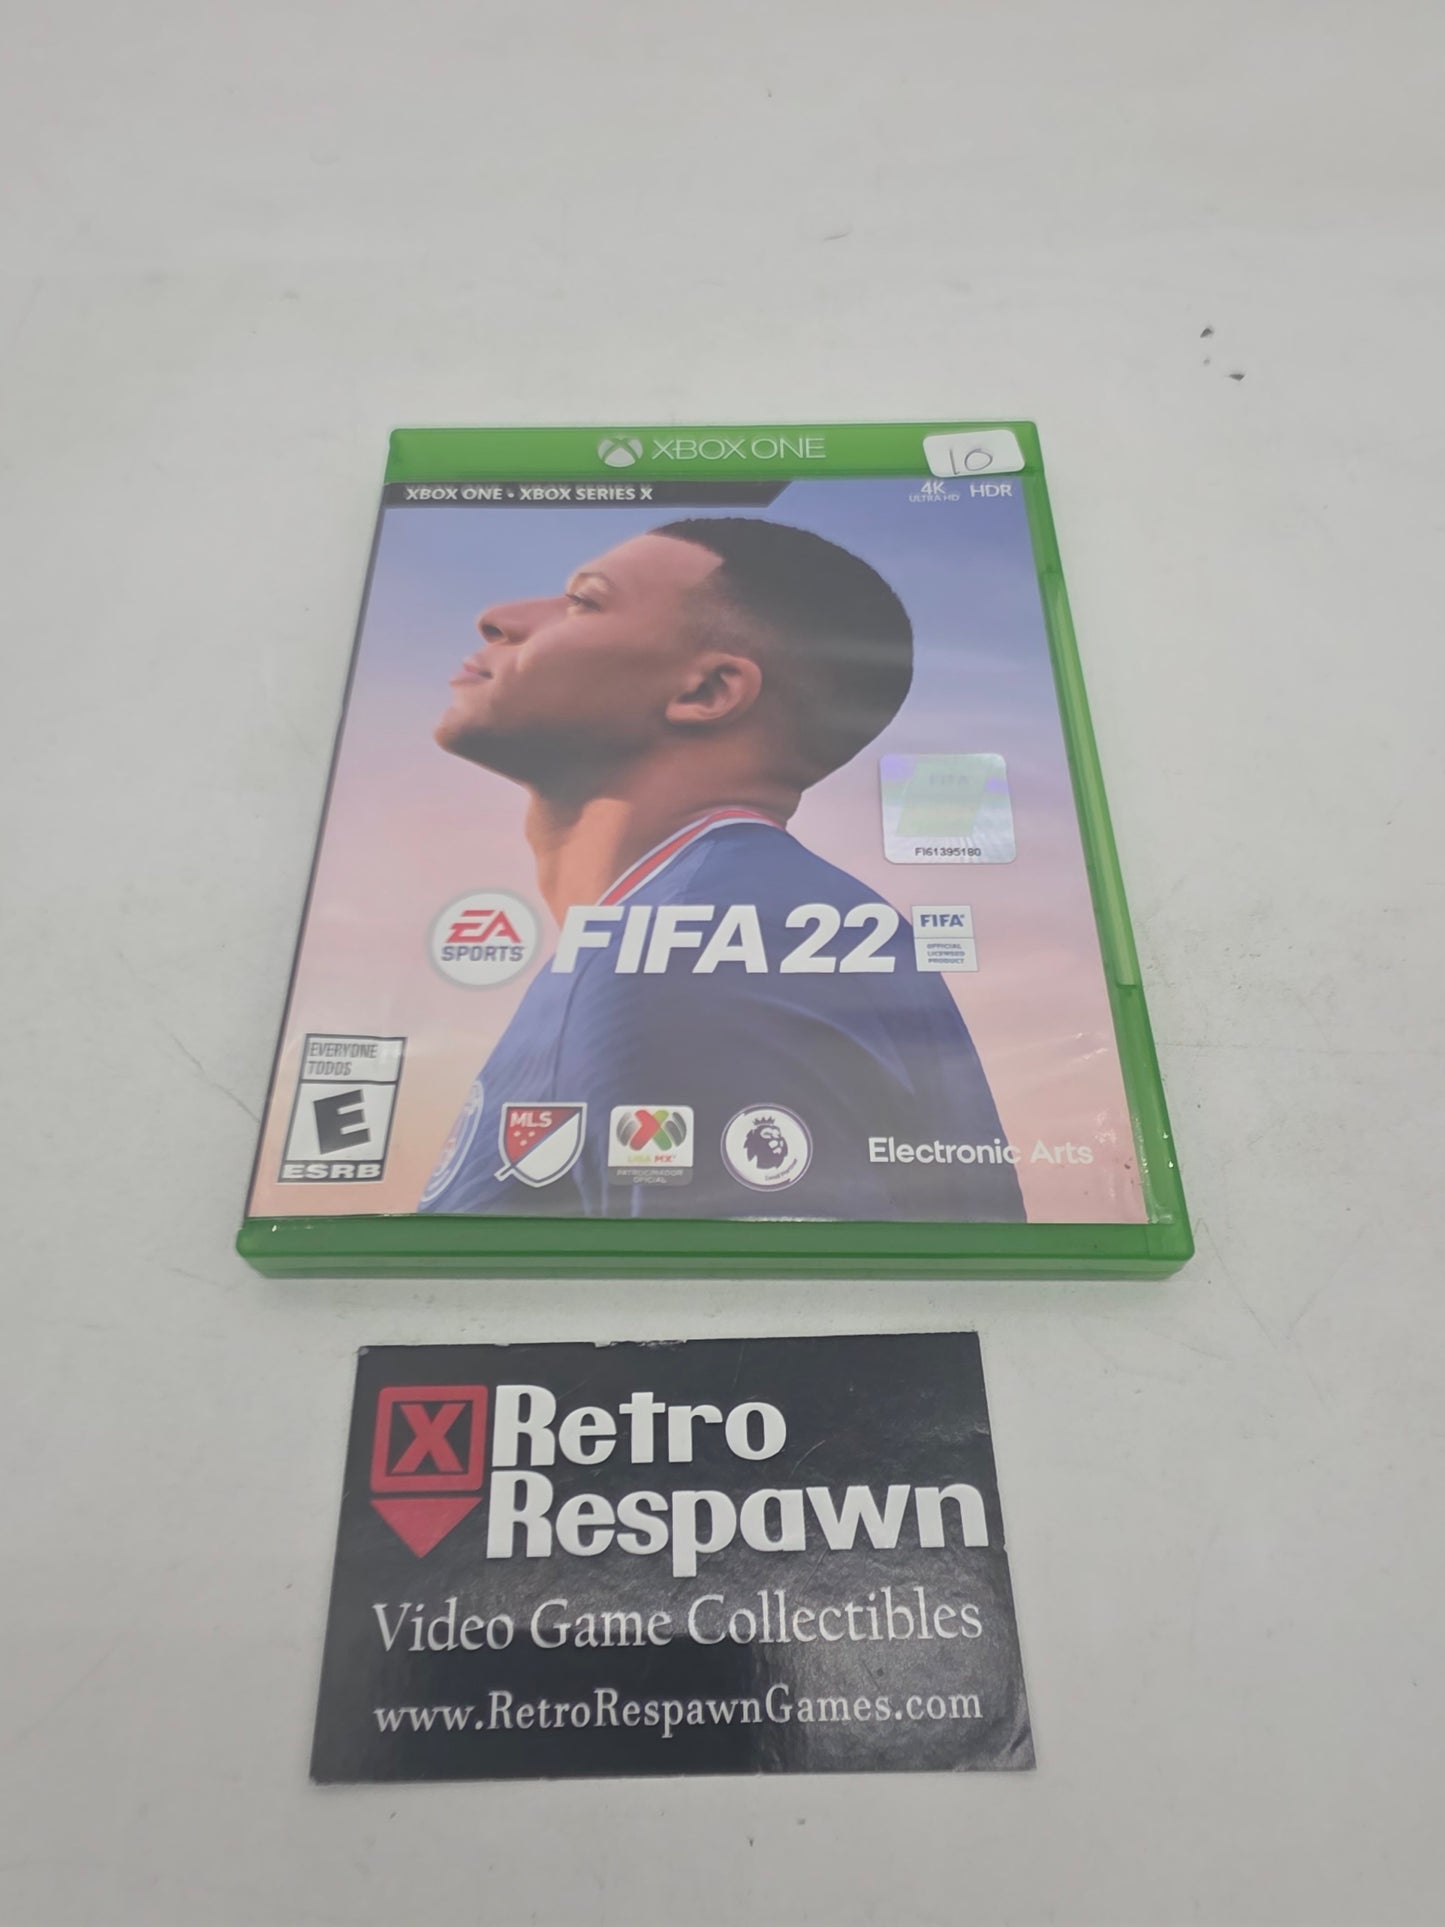 XBOX ONE
10
XBOX ONE • XBOX SERIES X
4K
ULTRA HD
HDR
FIFA
FI61395180
EA
SPORTS
FIFA 22
FIFA
OFFICIAL
LICENSED
PRODUCT
EVERYONE
TODOS
E
ESRB
MLS
LIGA MX
PATROCINADOR
OFICIAL
Electronic Arts
X
Retro
Respawn
Video Game Collectibles
www.RetroRespawnGames.com